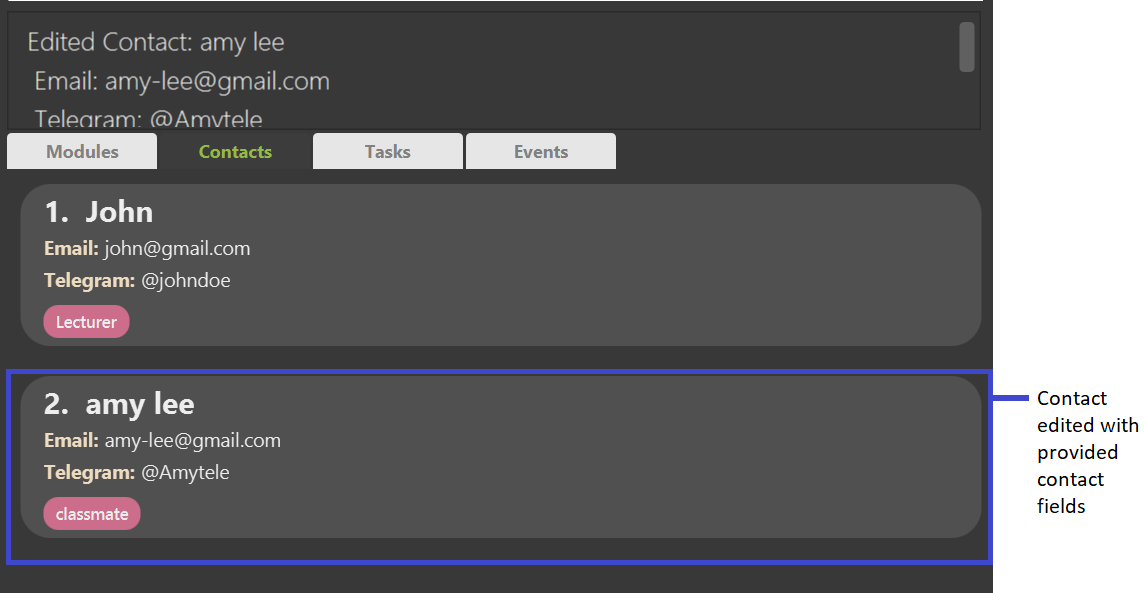 Edited Contact: amy lee
Email: amy-lee@gmail.com
Telegram: @Amytele
Modules Contacts Tasks Events
1. John
Email: john@gmail.com
Telegram: @johndoe
Lecturer
2. amy lee
Email: amy-lee@gmail.com
Telegram: @Amytele
classmate
Contact
edited with
provided
contact
fields